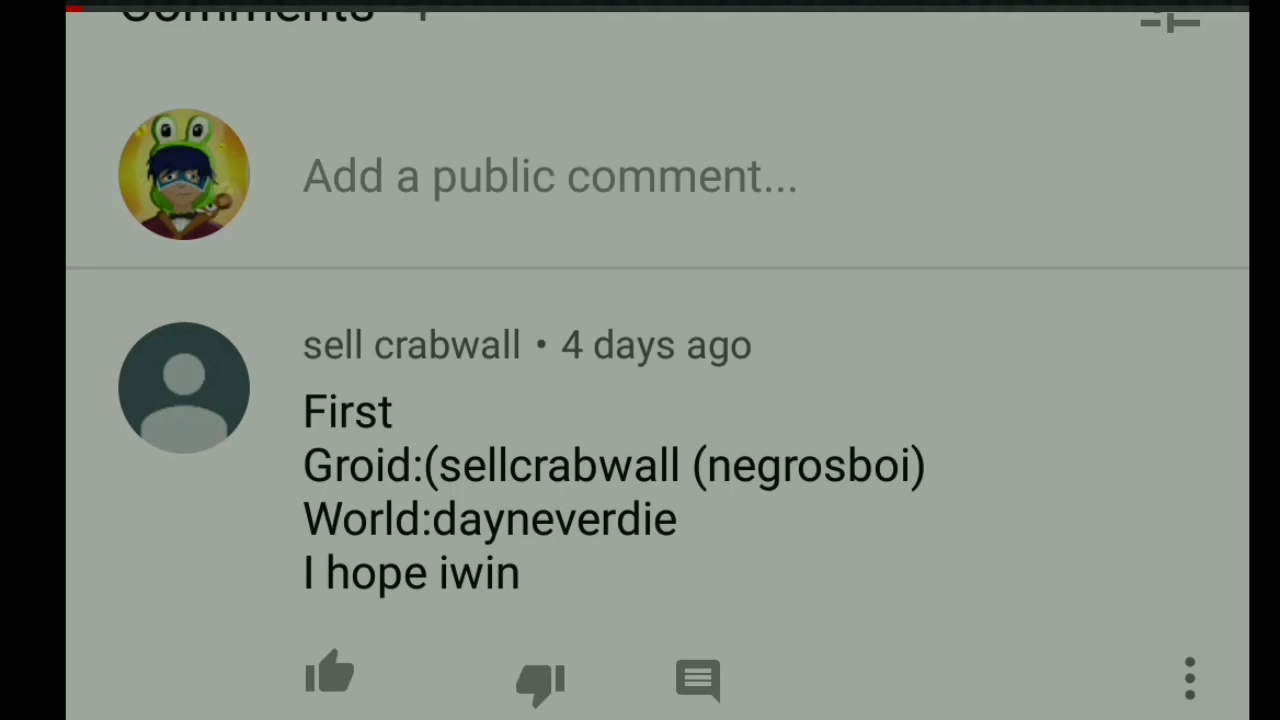 Comments
Add a public comment...
sell crabwall • 4 days ago
First
Groid:(sellcrabwall (negrosboi)
World:dayneverdie
I hope iwin